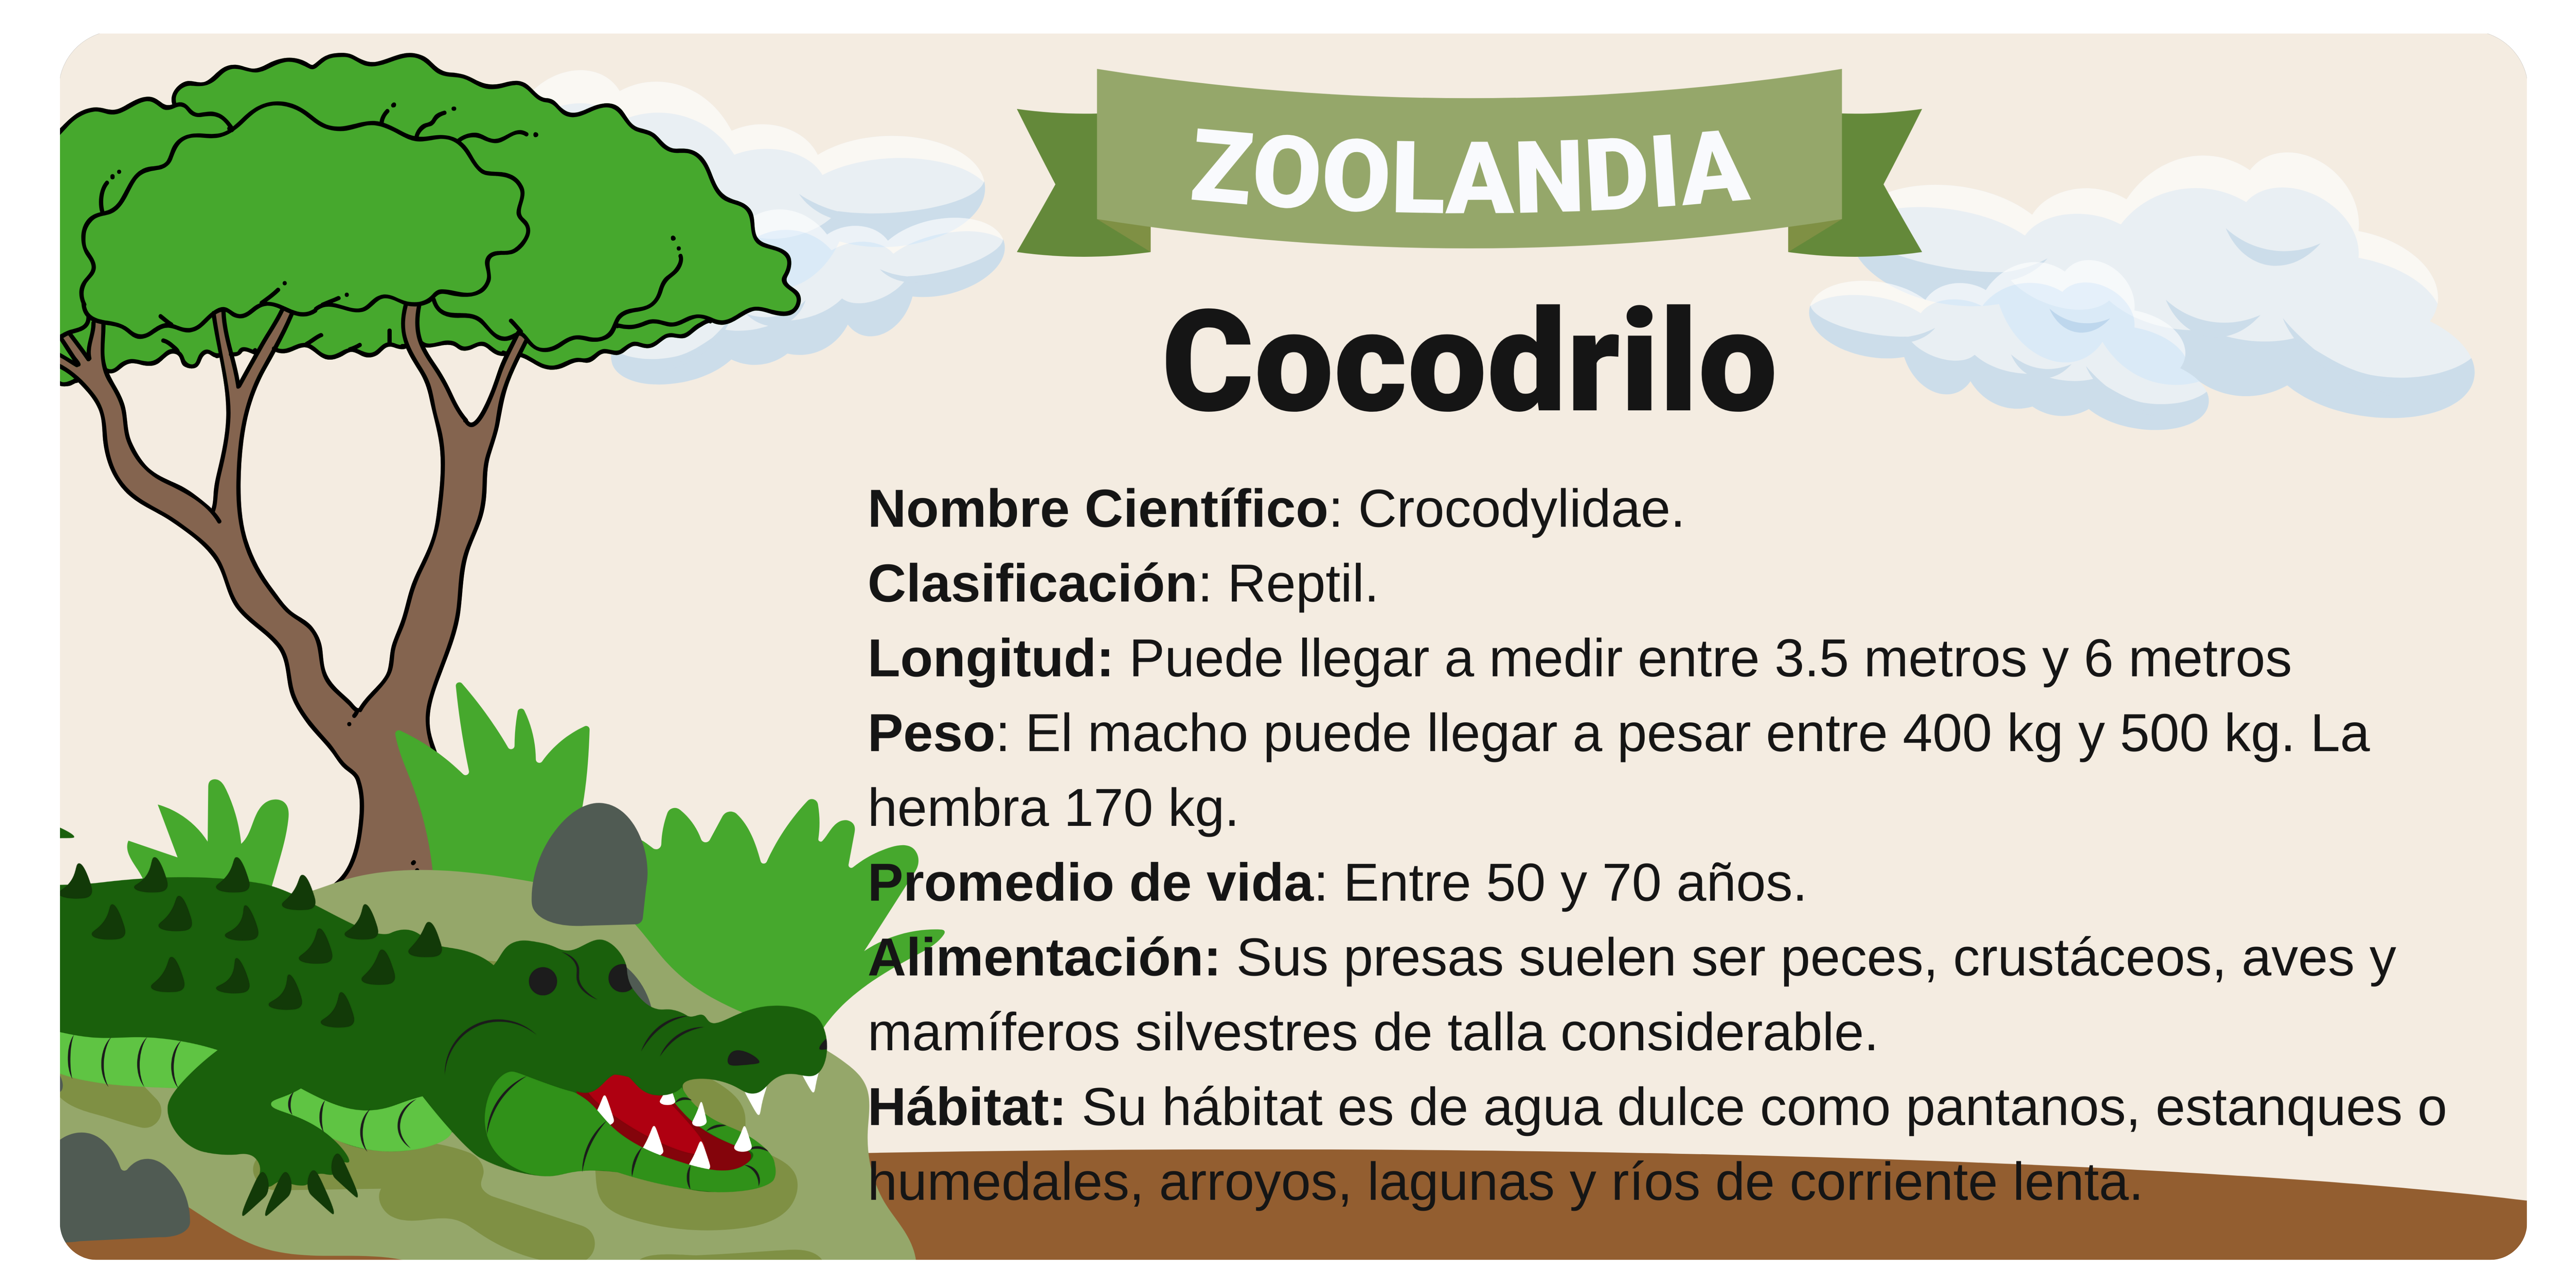 ZOOLANDIA
Cocodrilo
Nombre Científico: Crocodylidae.
Clasificación: Reptil.
Longitud: Puede llegar a medir entre 3.5 metros y 6 metros
Peso: El macho puede llegar a pesar entre 400 kg y 500 kg. La
hembra 170 kg.
Promedio de vida: Entre 50 y 70 años.
Alimentación: Sus presas suelen ser peces, crustáceos, aves y
mamíferos silvestres de talla considerable.
Hábitat: Su hábitat es de agua dulce como pantanos, estanques o
humedales, arroyos, lagunas y ríos de corriente lenta.